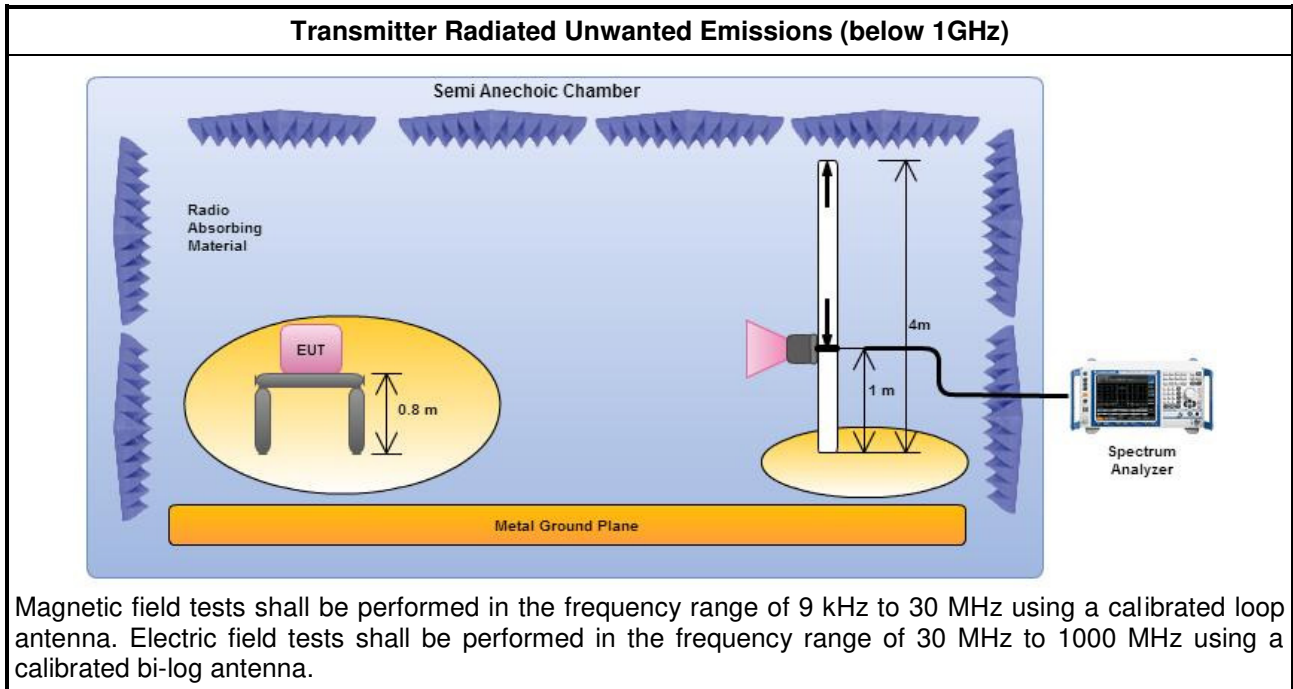 Transmitter Radiated Unwanted Emissions (below 1GHz)
Semi Anechoic Chamber
Radio
Absorbing
Material
EUT
0.8 m
4m
1 m
Spectrum
Analyzer
Metal Ground Plane
Magnetic field tests shall be performed in the frequency range of 9 kHz to 30 MHz using a calibrated loop
antenna. Electric field tests shall be performed in the frequency range of 30 MHz to 1000 MHz using a
calibrated bi-log antenna.